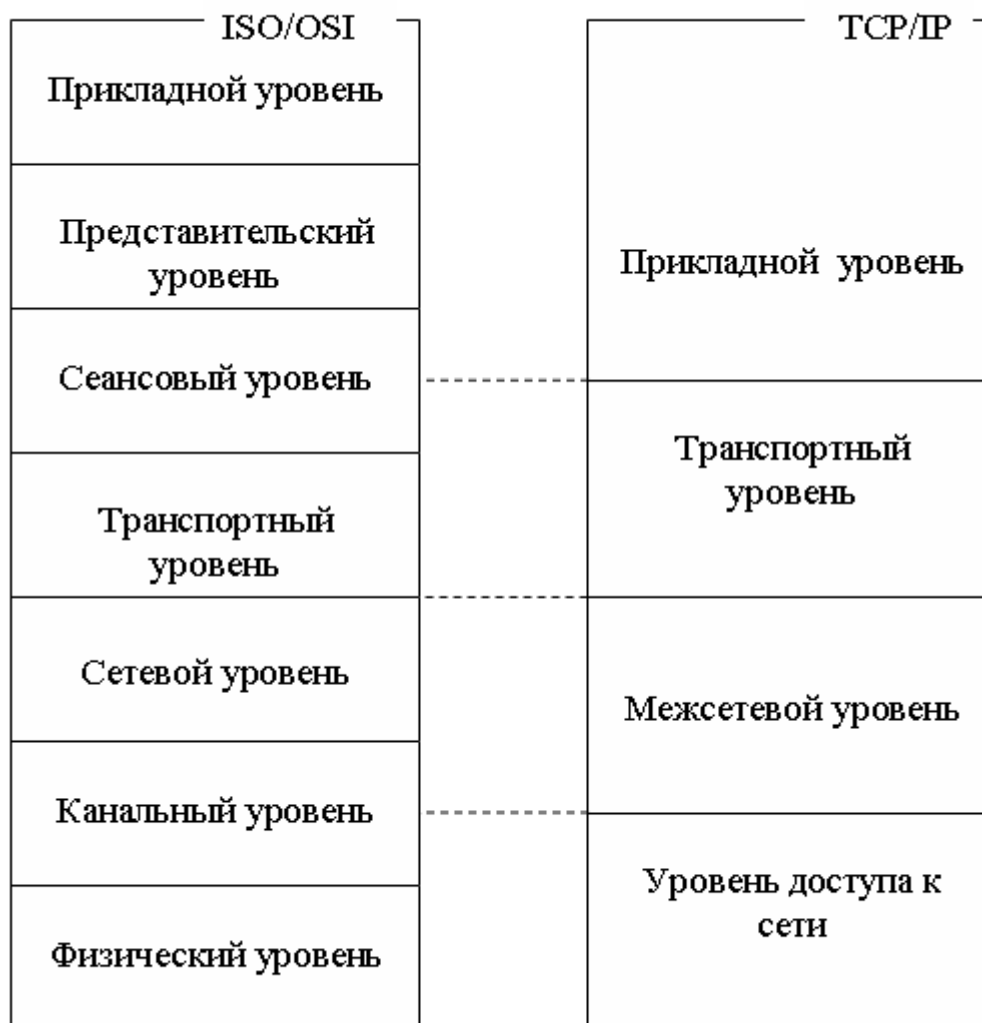 ISO/OSI
Прикладной уровень
Представительский
уровень
Сеансовый уровень
Транспортный
уровень
Сетевой уровень
Канальный уровень
Физический уровень
TCP/IP
Прикладной уровень
Транспортный
уровень
Межсетевой уровень
Уровень доступа к
сети